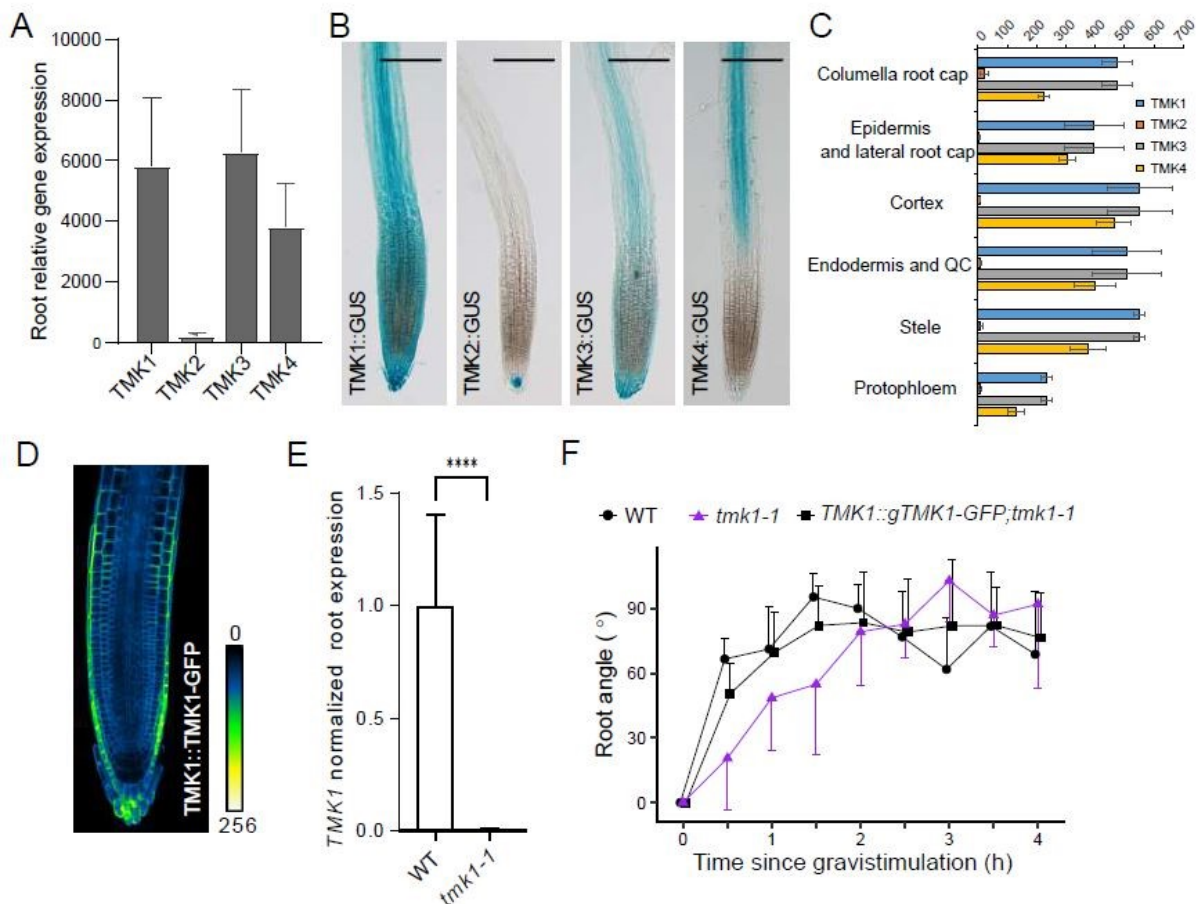 A
Root relative gene expression
10000
8000
6000
4000
2000
0
TMK1
TMK2
TMK3
TMK4
B
TMK1::GUS
TMK2::GUS
TMK3::GUS
TMK4::GUS
C
0
100
200
300
400
500
600
700
Columella root cap
Epidermis
and lateral root cap
Cortex
Endodermis and QC
Stele
Protophloem
TMK1
TMK2
TMK3
TMK4
D
TMK1::TMK1-GFP
0
256
E
TMK1 normalized root expression
****
1.5
1.0
0.5
0.0
WT
tmk1-1
F
WT
tmk1-1
TMK1::gTMK1-GFP;tmk1-1
Root angle (°)
90
60
30
0
0
1
2
3
4
Time since gravistimulation (h)